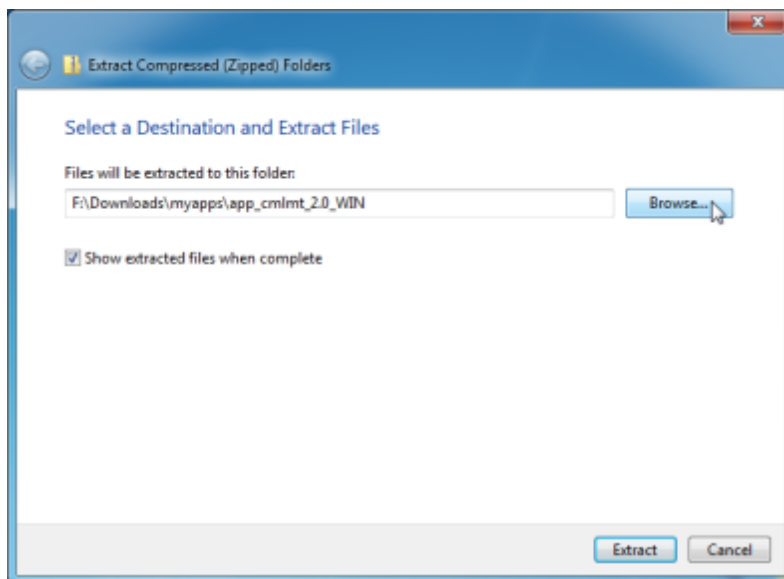 Extract Compressed (Zipped) Folders
Select a Destination and Extract Files
Files will be extracted to this folder:
F:\Downloads\myapps\app_cmlmt_2.0_WIN
Browse...
Show extracted files when complete
Extract
Cancel